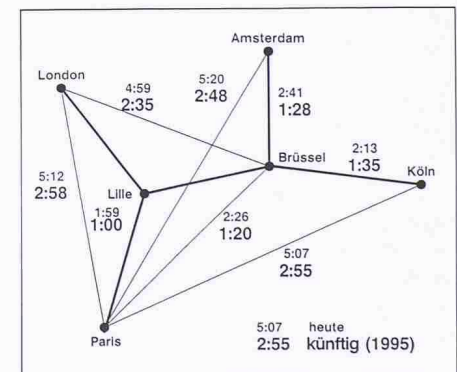 Amsterdam
London
4:59
2:35
5:20
2:48
2:41
1:28
Brüssel
2:13
1:35
Köln
5:12
2:58
Lille
1:59
1:00
2:26
1:20
5:07
2:55
Paris
5:07 heute
2:55 künftig (1995)